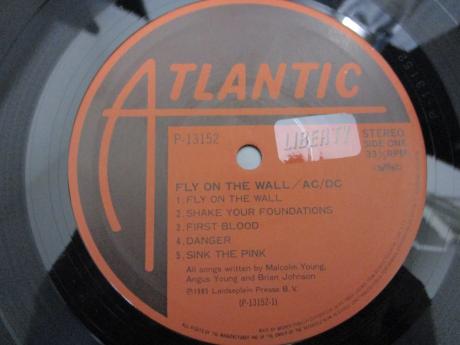 ATLANTIC
P-13152
LIBERTY
STEREO
SIDE ONE
33⅓RPM
FLY ON THE WALL/AC/DC
1. FLY ON THE WALL
2. SHAKE YOUR FOUNDATIONS
3. FIRST BLOOD
4. DANGER
5. SINK THE PINK
All songs written by Malcolm Young,
Angus Young and Brian Johnson
Ⓟ1985 Leidseplein Presse B.V.
(P-13152-1)
P-13152